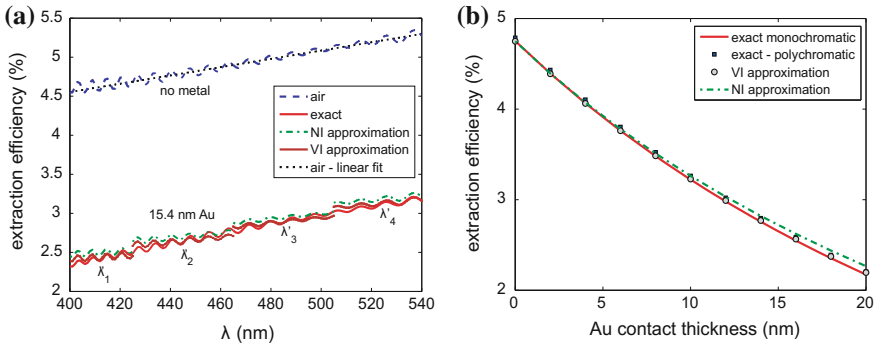 (a)
extraction efficiency (%)
5.5
5
4.5
4
3.5
3
2.5
2
no metal
air
exact
NI approximation
VI approximation
air - linear fit
15.4 nm Au
λ'1
λ'2
λ'3
λ'4
400 420 440 460 480 500 520 540
λ (nm)
(b)
extraction efficiency (%)
5
4
3
2
exact monochromatic
exact - polychromatic
VI approximation
NI approximation
0 5 10 15 20
Au contact thickness (nm)